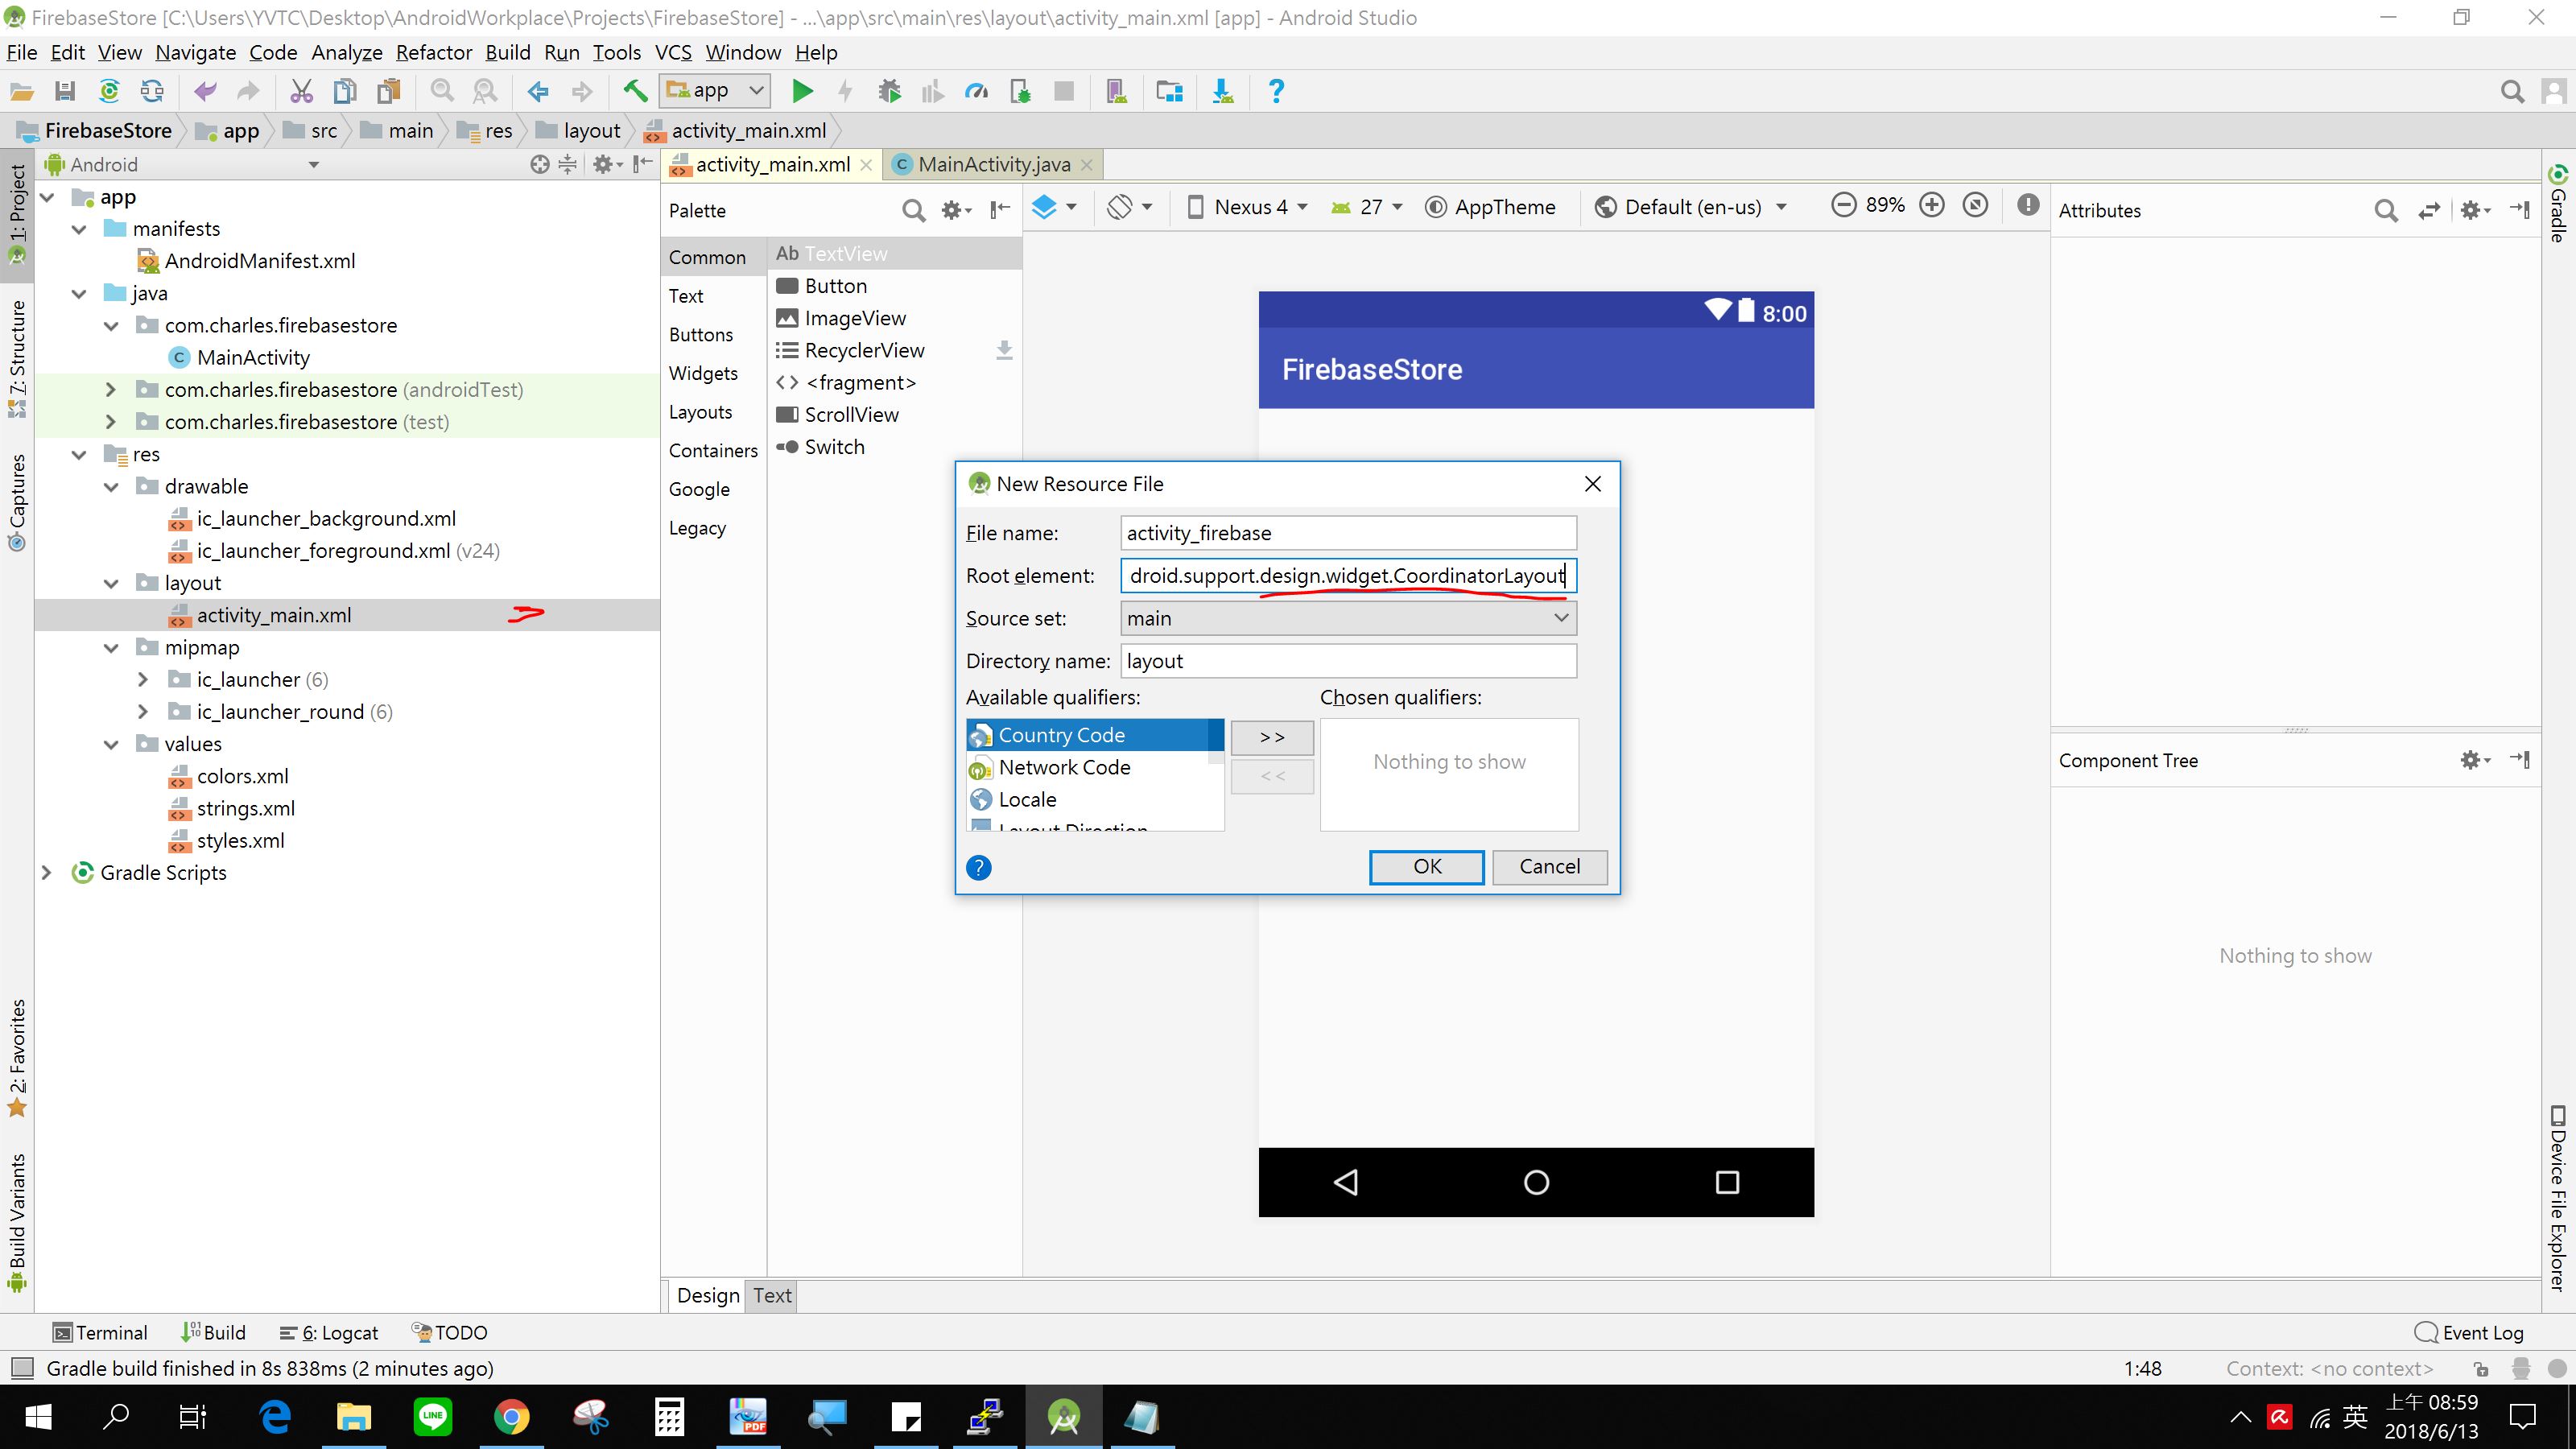 FirebaseStore [C:\Users\YVTC\Desktop\AndroidWorkplace\Projects\FirebaseStore] - ...\app\src\main\res\layout\activity_main.xml [app] - Android Studio
File Edit View Navigate Code Analyze Refactor Build Run Tools VCS Window Help
app
FirebaseStore app src main res layout activity_main.xml
1: Project
7: Structure
Captures
2: Favorites
Build Variants
Android
app
manifests
AndroidManifest.xml
java
com.charles.firebasestore
MainActivity
com.charles.firebasestore (androidTest)
com.charles.firebasestore (test)
res
drawable
ic_launcher_background.xml
ic_launcher_foreground.xml (v24)
layout
activity_main.xml
mipmap
ic_launcher (6)
ic_launcher_round (6)
values
colors.xml
strings.xml
styles.xml
Gradle Scripts
activity_main.xml MainActivity.java
Palette
Common
Text
Buttons
Widgets
Layouts
Containers
Google
Legacy
Ab TextView
Button
ImageView
RecyclerView
<fragment>
ScrollView
Switch
Nexus 4 27 AppTheme Default (en-us) 89%
8:00
FirebaseStore
New Resource File
File name: activity_firebase
Root element: droid.support.design.widget.CoordinatorLayout
Source set: main
Directory name: layout
Available qualifiers: Chosen qualifiers:
Country Code
Network Code
Locale
Layout Direction
>>
<<
Nothing to show
OK Cancel
Attributes
Component Tree
Nothing to show
Gradle
Device File Explorer
Design Text
Terminal Build 6: Logcat TODO Event Log
Gradle build finished in 8s 838ms (2 minutes ago) 1:48 Context: <no context>
LINE
PDF
英
上午 08:59
2018/6/13